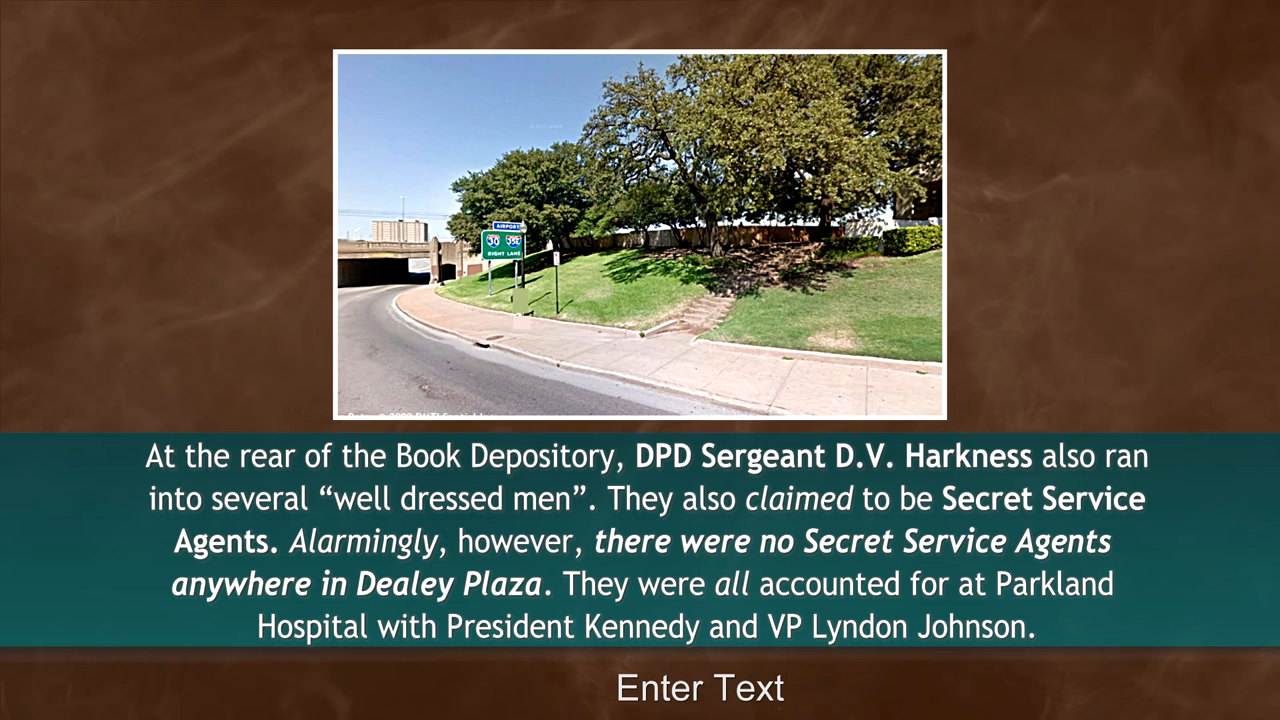 AIRPORT
30 35E
RIGHT LANE
At the rear of the Book Depository, DPD Sergeant D.V. Harkness also ran
into several “well dressed men”. They also claimed to be Secret Service
Agents. Alarmingly, however, there were no Secret Service Agents
anywhere in Dealey Plaza. They were all accounted for at Parkland
Hospital with President Kennedy and VP Lyndon Johnson.
Enter Text